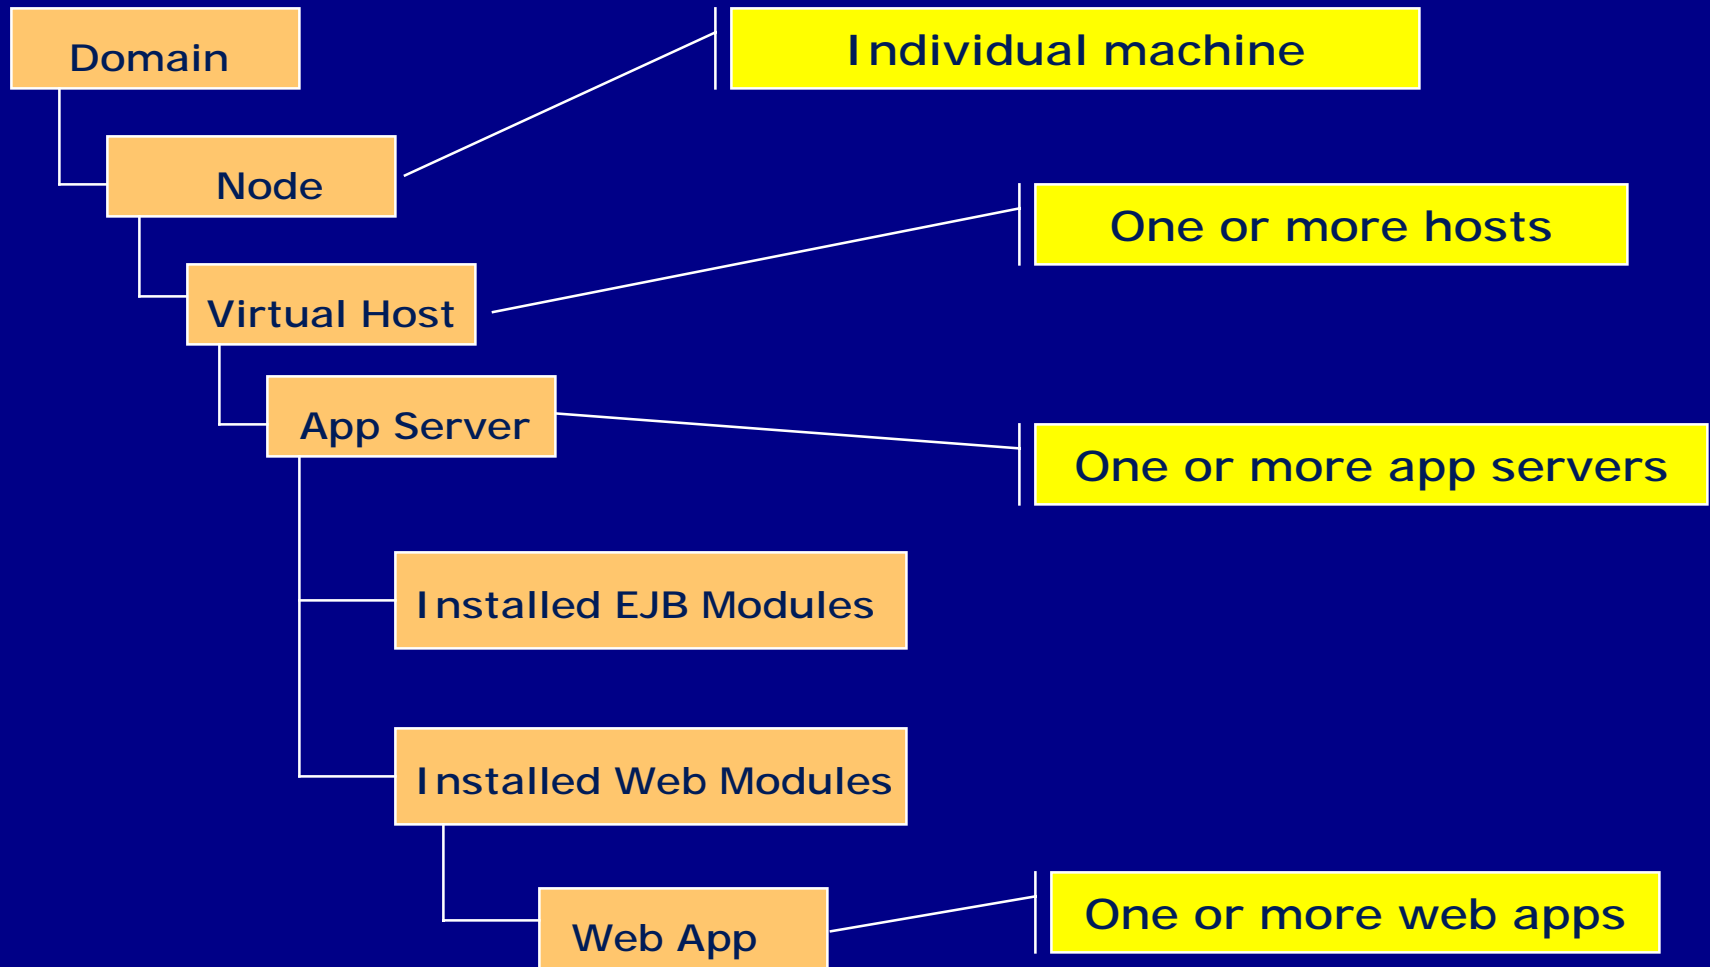 Domain
Individual machine
Node
One or more hosts
Virtual Host
App Server
One or more app servers
Installed EJB Modules
Installed Web Modules
Web App
One or more web apps